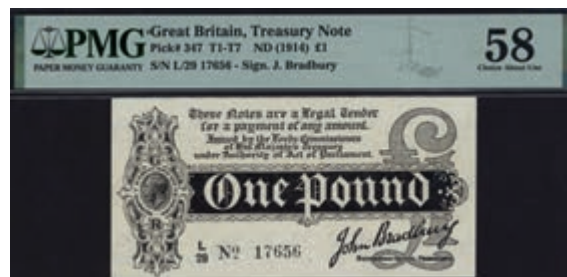 PMG
PAPER MONEY GUARANTY
Great Britain, Treasury Note
Pick# 347 T1-T7 ND (1914) £1
S/N L/29 17656 - Sign. J. Bradbury
58
Choice About Unc
These Notes are a Legal Tender
for a payment of any amount.
Issued by the Lords Commissioners
of His Majesty's Treasury
under Authority of Act of Parliament.
G
R
One Pound
L
29 Nº 17656
John Bradbury